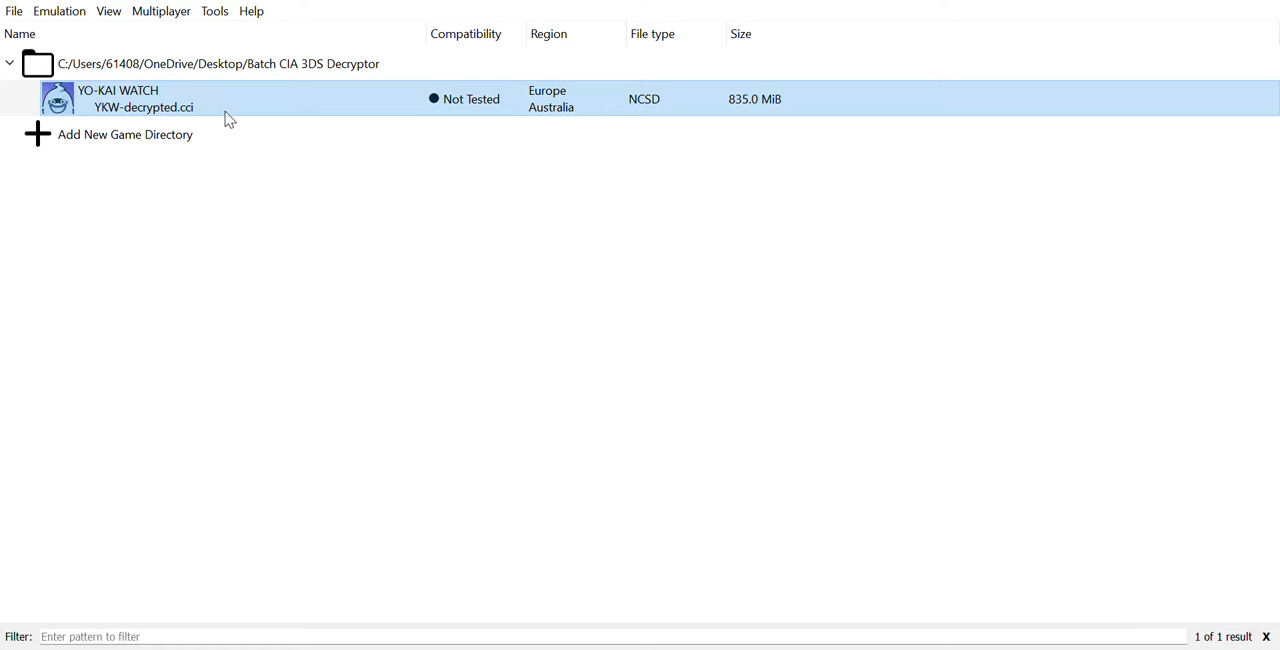 File Emulation View Multiplayer Tools Help
Name Compatibility Region File type Size
C:/Users/61408/OneDrive/Desktop/Batch CIA 3DS Decryptor
YO-KAI WATCH
YKW-decrypted.cci
Not Tested
Europe
Australia
NCSD
835.0 MiB
Add New Game Directory
Filter: Enter pattern to filter 1 of 1 result X